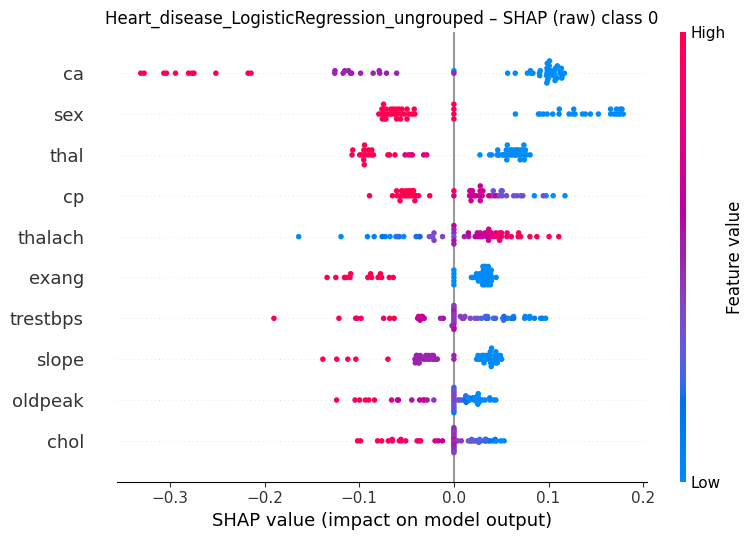 Heart_disease_LogisticRegression_ungrouped – SHAP (raw) class 0
High
ca
sex
thal
cp
thalach
exang
trestbps
slope
oldpeak
chol
Feature value
Low
−0.3 −0.2 −0.1 0.0 0.1 0.2
SHAP value (impact on model output)